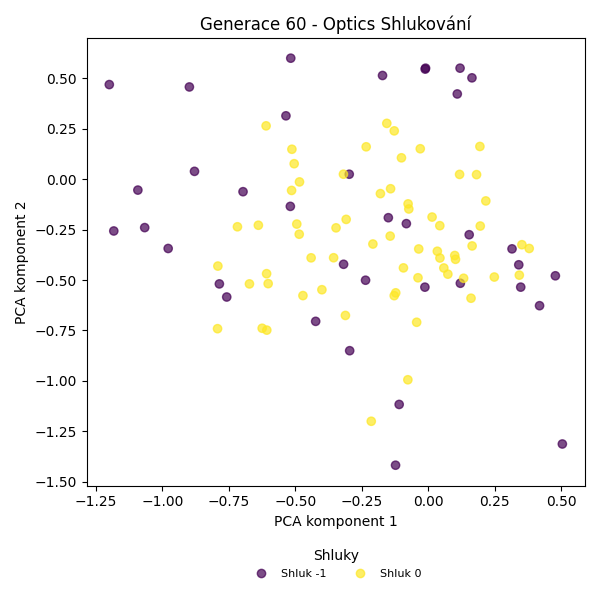 Generace 60 - Optics Shlukování
PCA komponent 2
0.50
0.25
0.00
−0.25
−0.50
−0.75
−1.00
−1.25
−1.50
−1.25 −1.00 −0.75 −0.50 −0.25 0.00 0.25 0.50
PCA komponent 1
Shluky
Shluk -1 Shluk 0